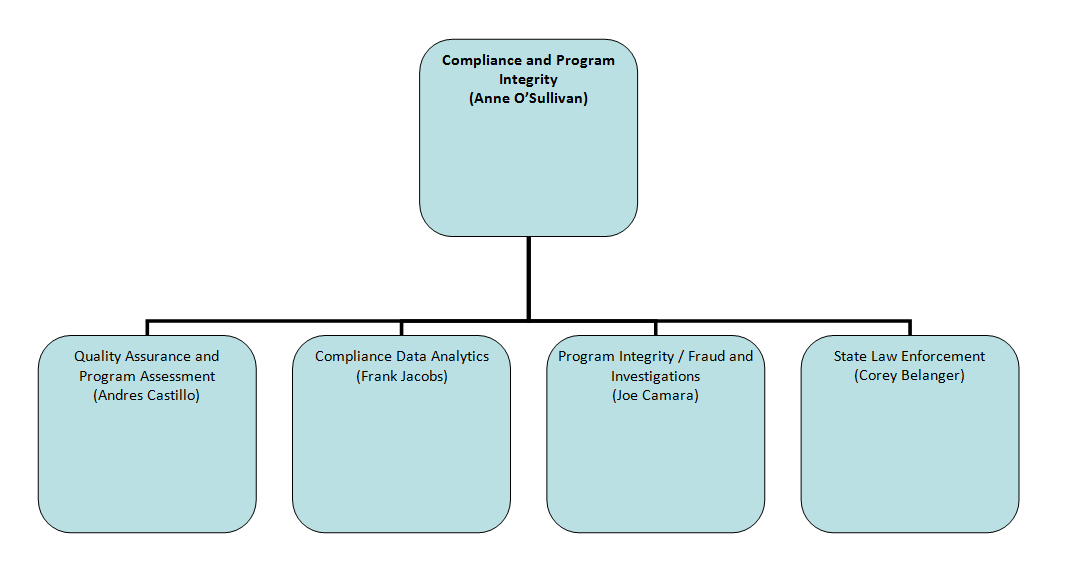 Compliance and Program
Integrity
(Anne O’Sullivan)
Quality Assurance and
Program Assessment
(Andres Castillo)
Compliance Data Analytics
(Frank Jacobs)
Program Integrity / Fraud and
Investigations
(Joe Camara)
State Law Enforcement
(Corey Belanger)